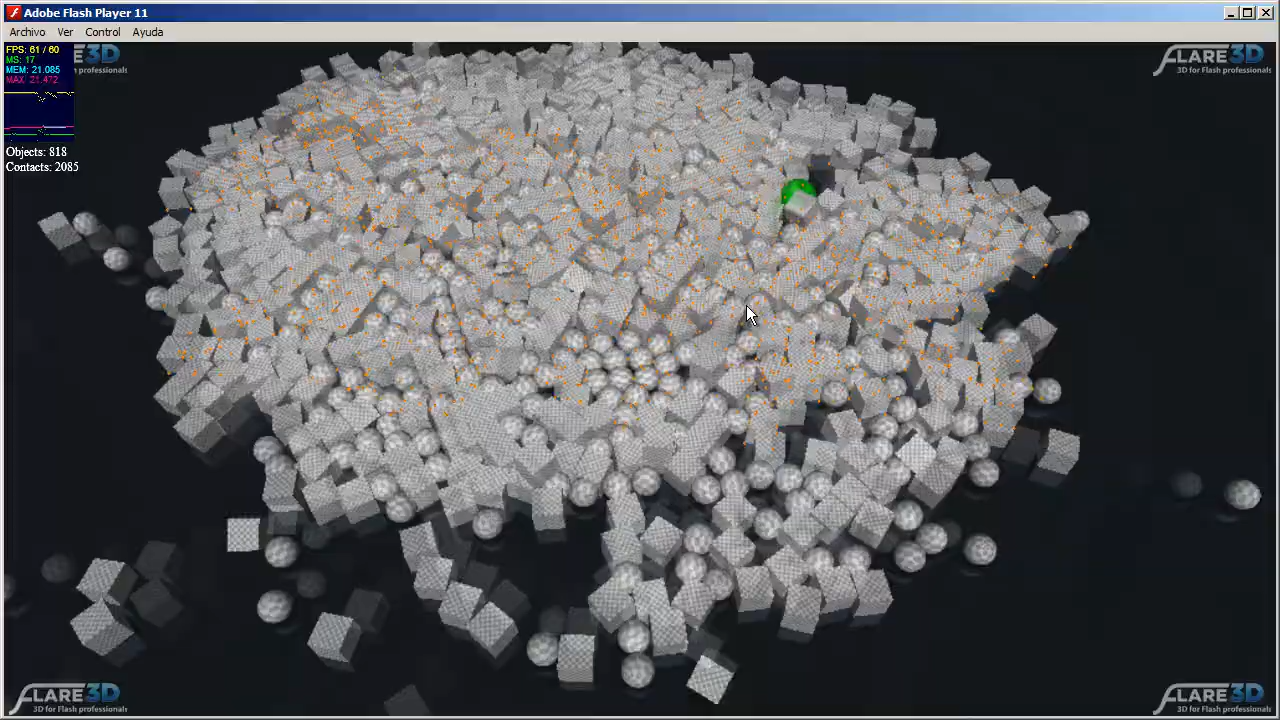 Adobe Flash Player 11
Archivo Ver Control Ayuda
FPS: 61 / 60
MS: 17
MEM: 21.085
MAX: 21.472
Objects: 818
Contacts: 2085
3D
professionals
FLARE3D
3D for Flash professionals
FLARE3D
3D for Flash professionals
FLARE3D
3D for Flash professionals